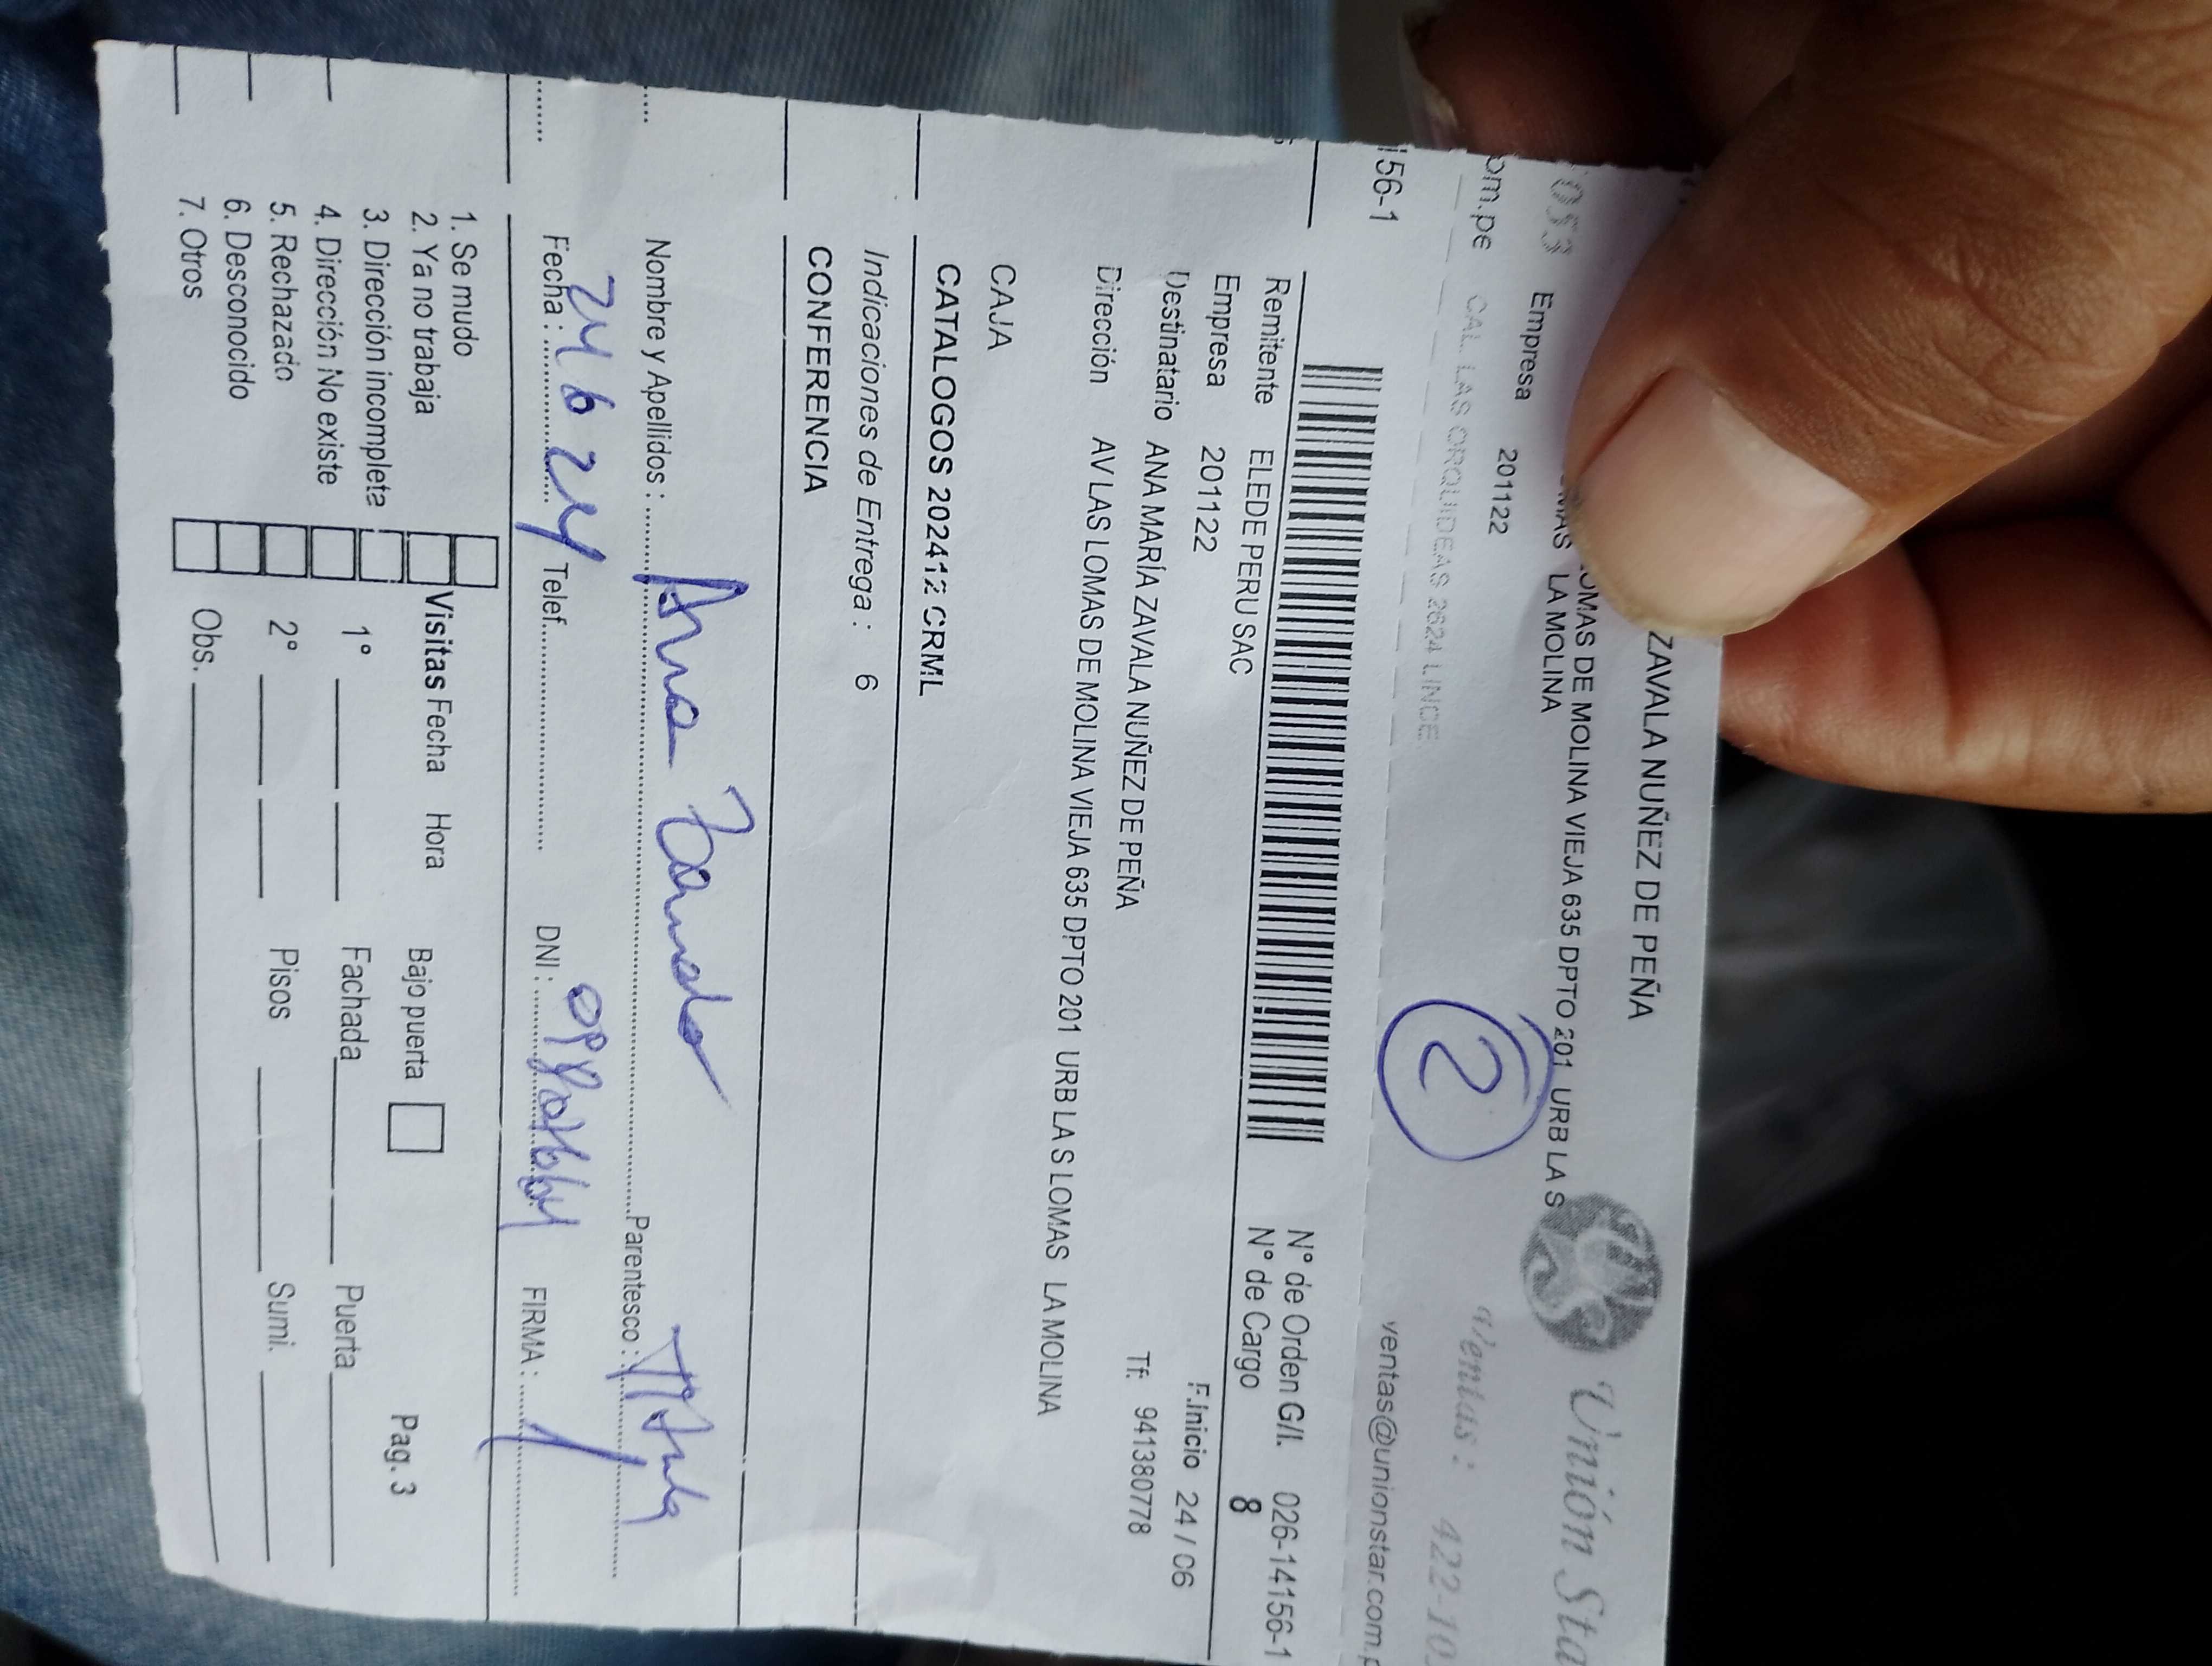 ZAVALA NUÑEZ DE PEÑA
LOMAS DE MOLINA VIEJA 635 DPTO 201 URB LA S
LA MOLINA
Unión Sta
Empresa 201122
Ventas : 422-10
om.pe CAL LAS ORQUIDEAS 2624 LINCE
ventas@unionstar.com.p
2
156-1
N° de Orden G/I. 026-14156-1
Remitente ELEDE PERU SAC N° de Cargo 8
Empresa 201122 F.Inicio 24 / 06
Destinatario ANA MARÍA ZAVALA NUÑEZ DE PEÑA Tf: 941380778
Dirección AV LAS LOMAS DE MOLINA VIEJA 635 DPTO 201 URB LA S LOMAS LA MOLINA
CAJA
CATALOGOS 202412 CRML
Indicaciones de Entrega : 6
CONFERENCIA
Nombre y Apellidos : Ana Parentesco :
Fecha : 24 6 24 Telef. DNI : FIRMA :
1. Se mudo
2. Ya no trabaja
3. Dirección incompleta
4. Dirección No existe
5. Rechazado
6. Desconocido
7. Otros
Visitas Fecha Hora Bajo puerta Pag. 3
1° Fachada Puerta
2° Pisos Sumi.
Obs.